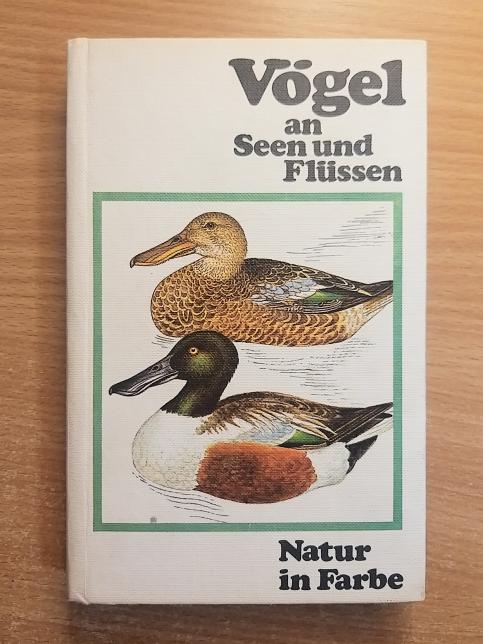 Vögel
an
Seen und
Flüssen
Natur
in Farbe